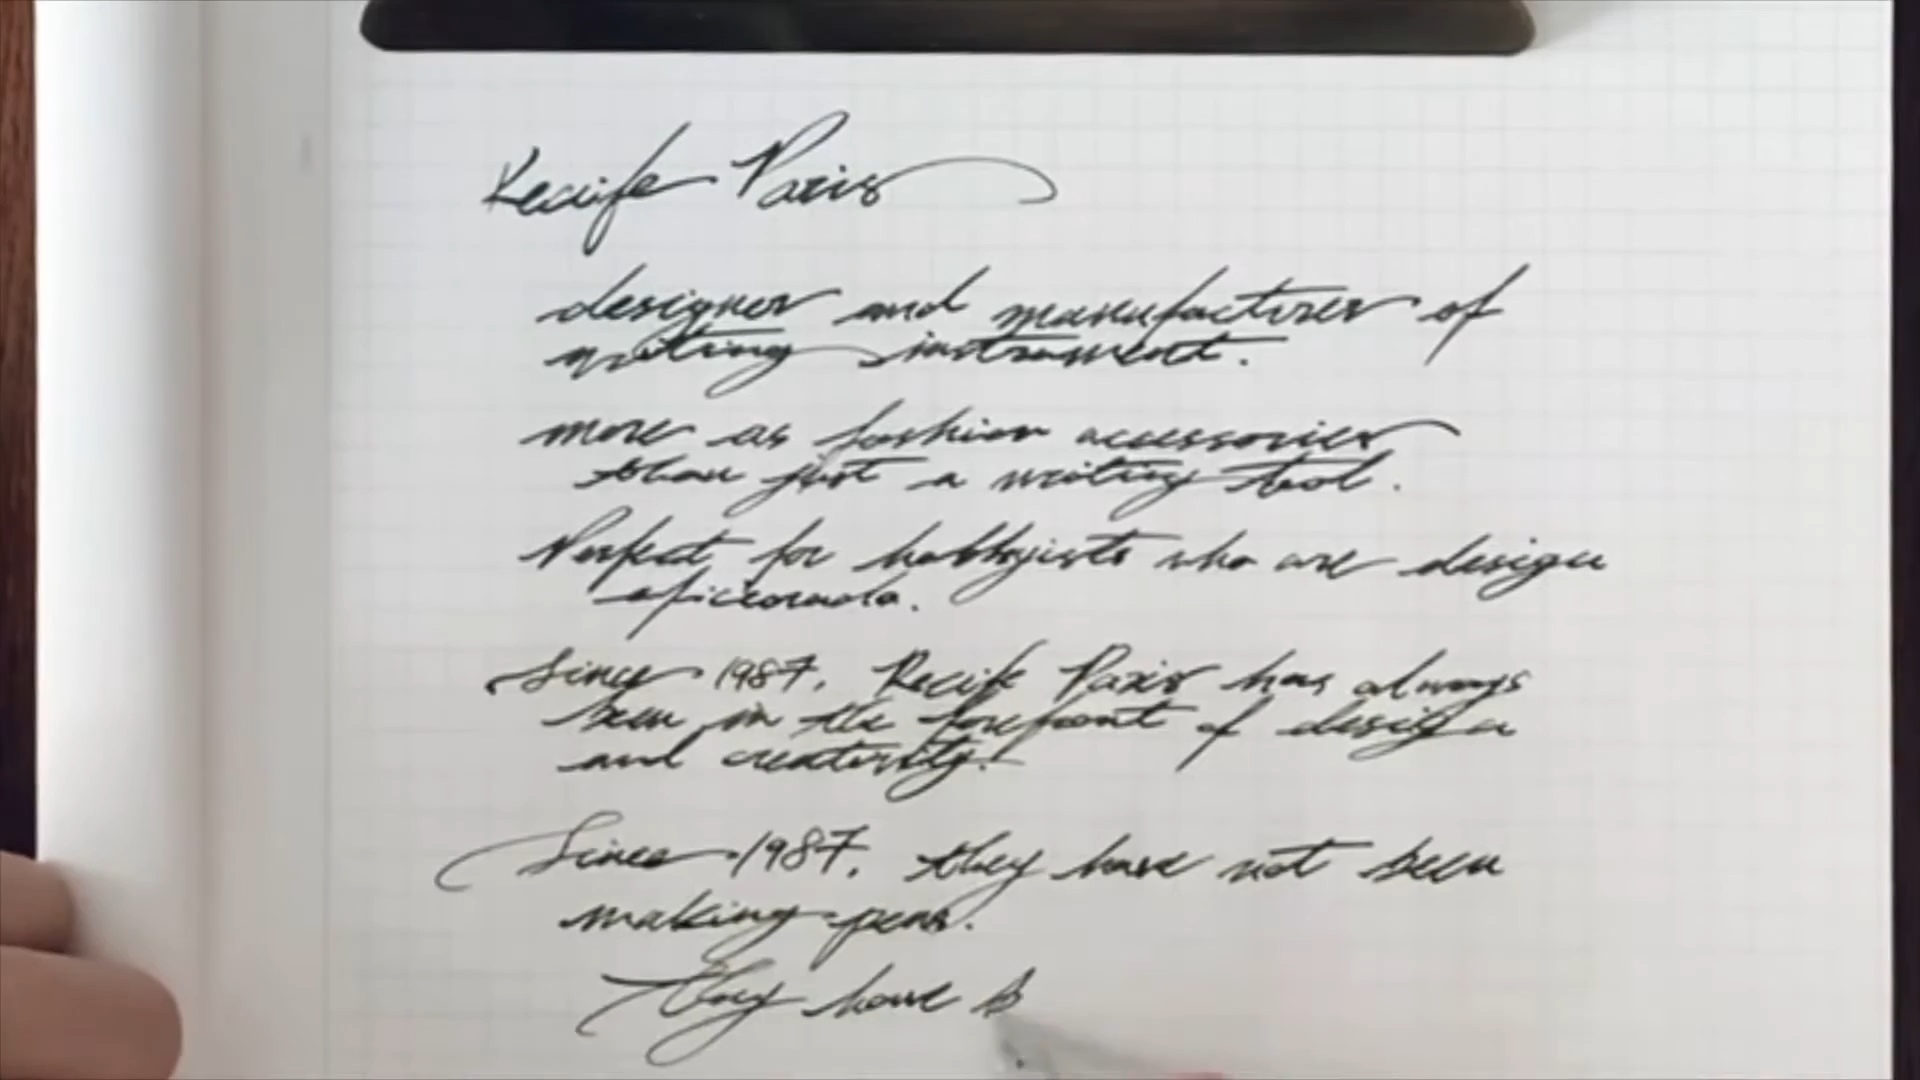 Recife Paris
designer and manufacturer of
writing instrument.
more as fashion accessories
than just a writing tool.
Perfect for hobbyists who are design
aficionado.
Since 1987, Recife Paris has always
been in the forefront of design
and creativity.
Since 1987, they have not been
making pens.
They have b